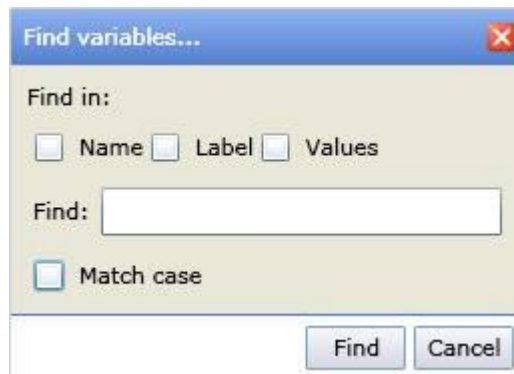 Find variables...
Find in:
Name Label Values
Find:
Match case
Find Cancel